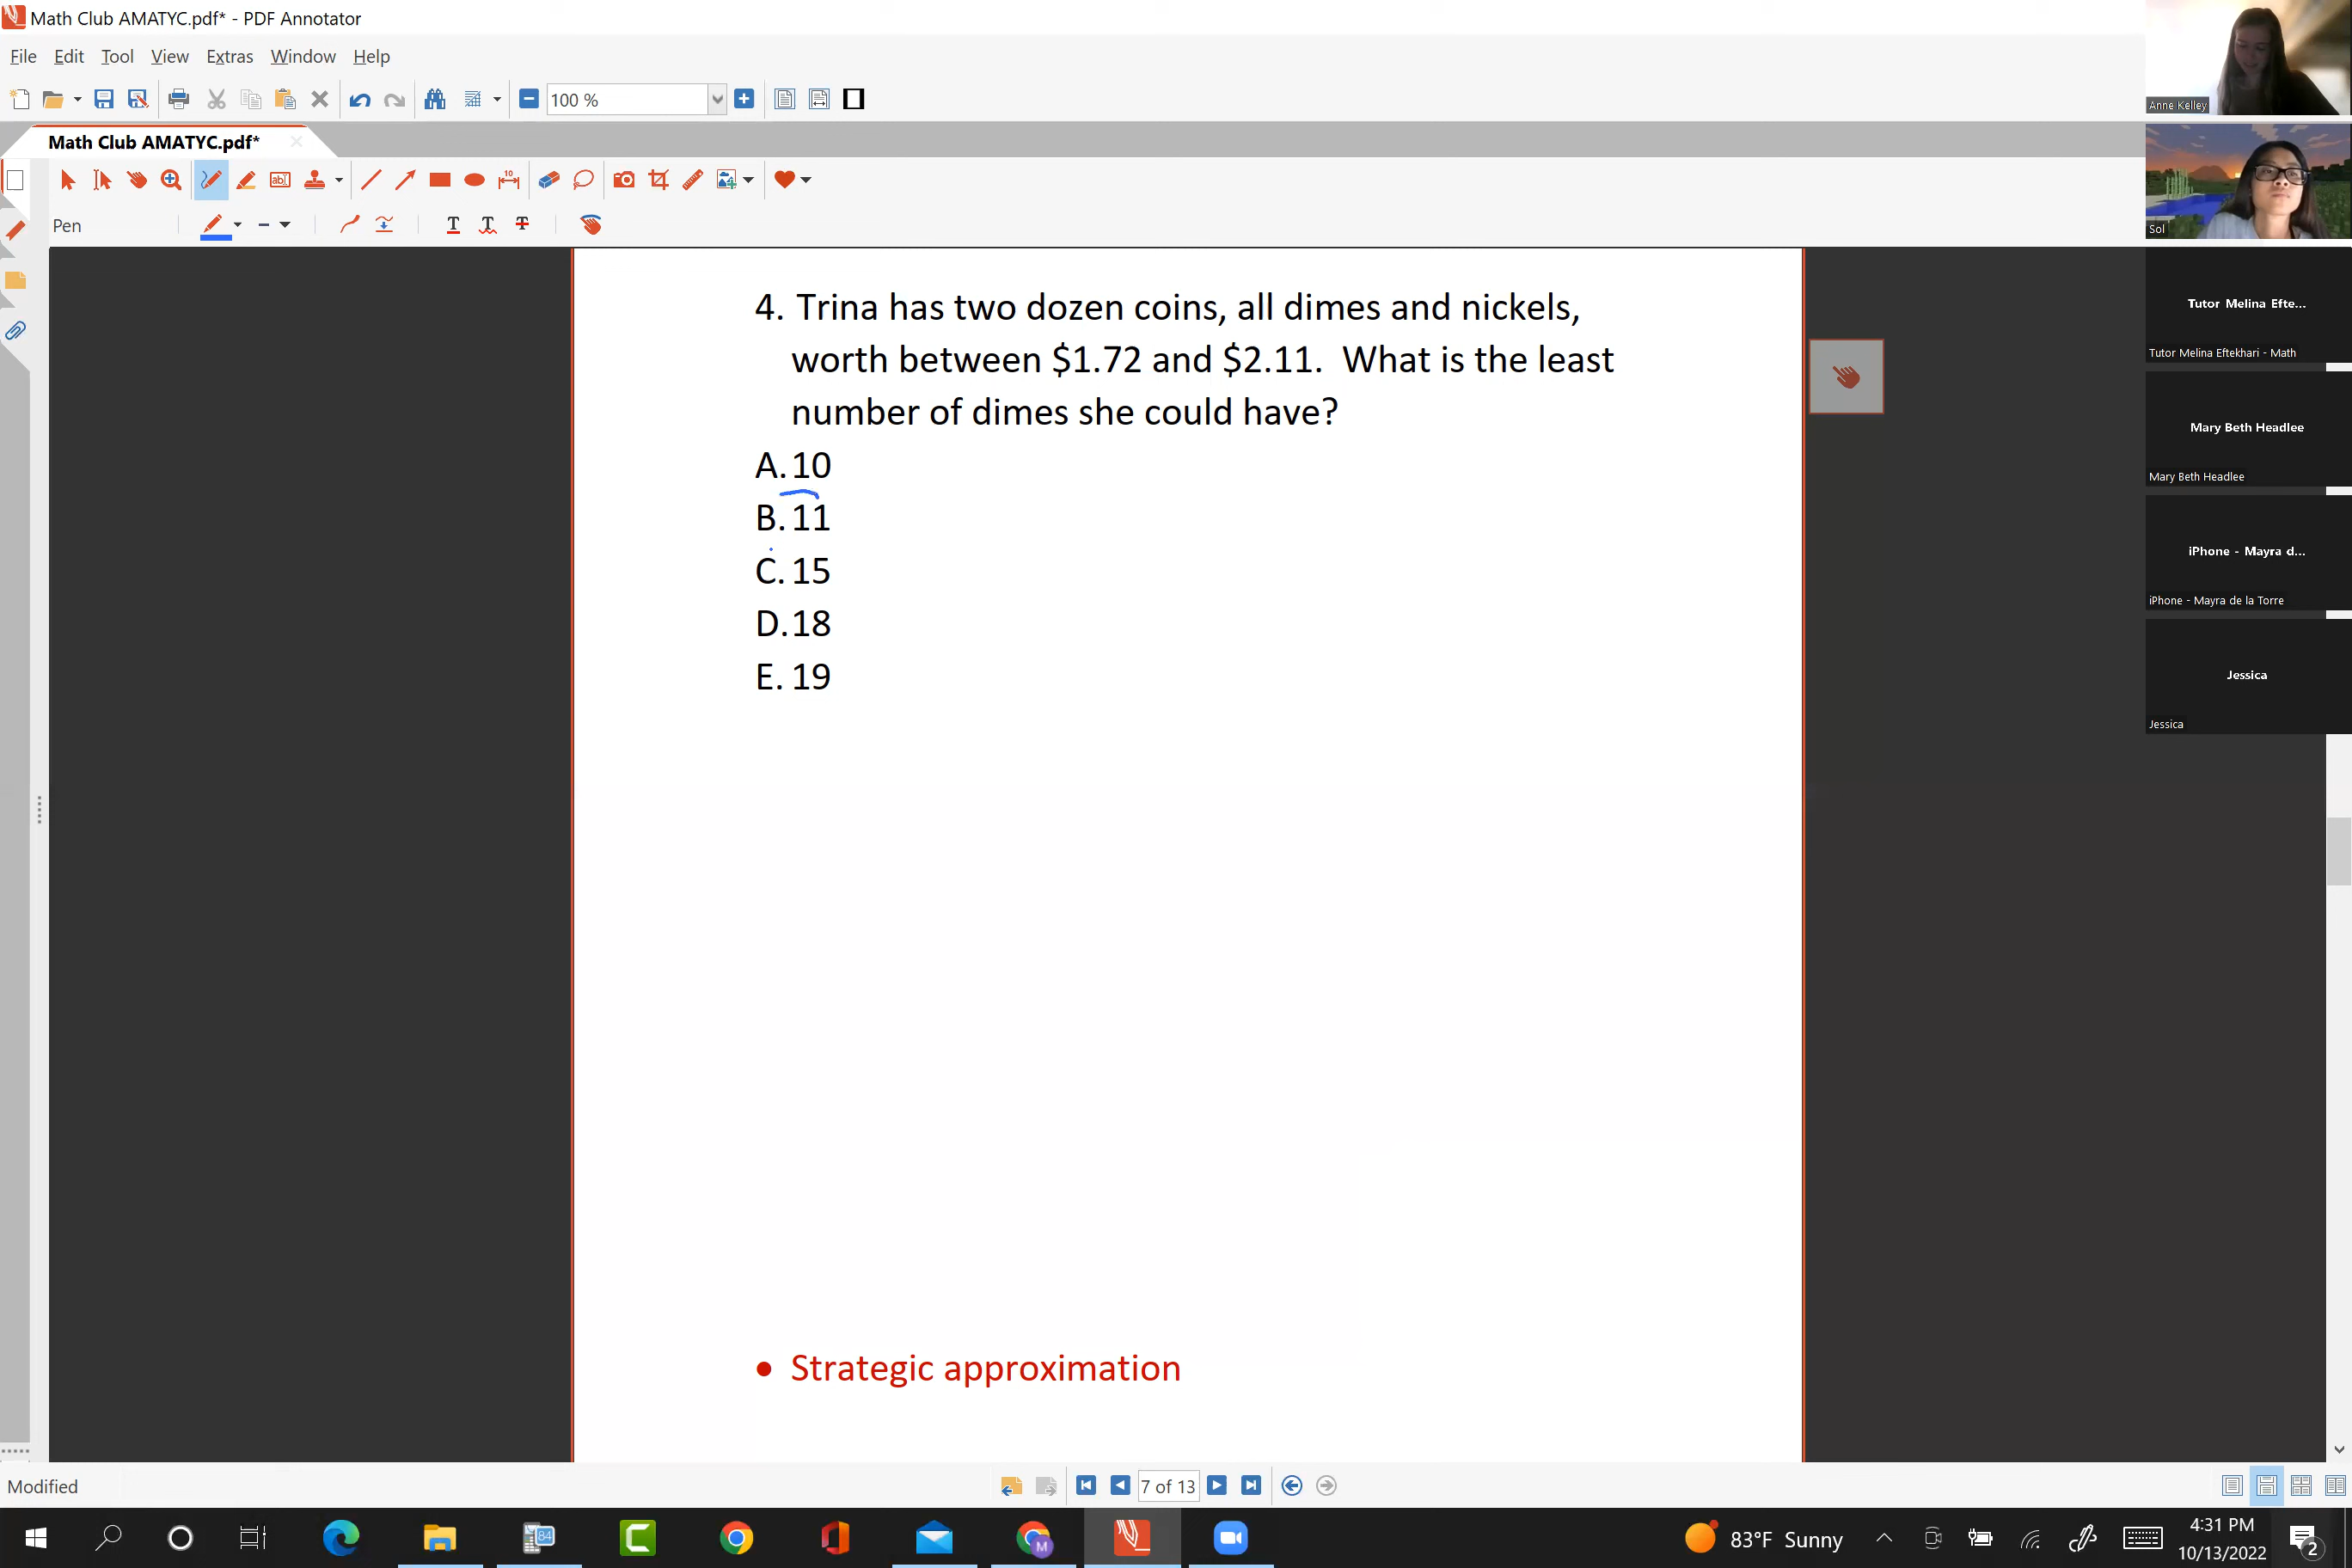 Math Club AMATYC.pdf* - PDF Annotator
File Edit Tool View Extras Window Help
100 %
Math Club AMATYC.pdf*
Pen
4. Trina has two dozen coins, all dimes and nickels,
worth between $1.72 and $2.11. What is the least
number of dimes she could have?
A. 10
B. 11
C. 15
D. 18
E. 19
• Strategic approximation
Anne Kelley
Sol
Tutor Melina Efte...
Tutor Melina Eftekhari - Math
Mary Beth Headlee
Mary Beth Headlee
iPhone - Mayra d...
iPhone - Mayra de la Torre
Jessica
Jessica
Modified
7 of 13
84
M
83°F Sunny
4:31 PM
10/13/2022
2